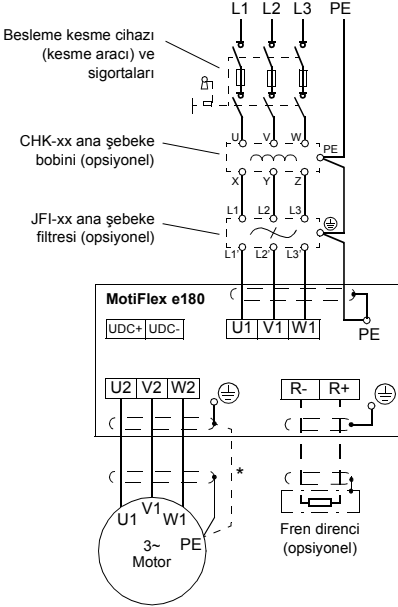 L1 L2 L3 PE
Besleme kesme cihazı
(kesme aracı) ve
sigortaları
U V W
CHK-xx ana şebeke
bobini (opsiyonel)
PE
X Y Z
JFI-xx ana şebeke
filtresi (opsiyonel)
L1 L2 L3
L1' L2' L3'
MotiFlex e180
UDC+ UDC-
U1 V1 W1
PE
U2 V2 W2
R- R+
*
U1 V1 W1
PE
3~
Motor
Fren direnci
(opsiyonel)